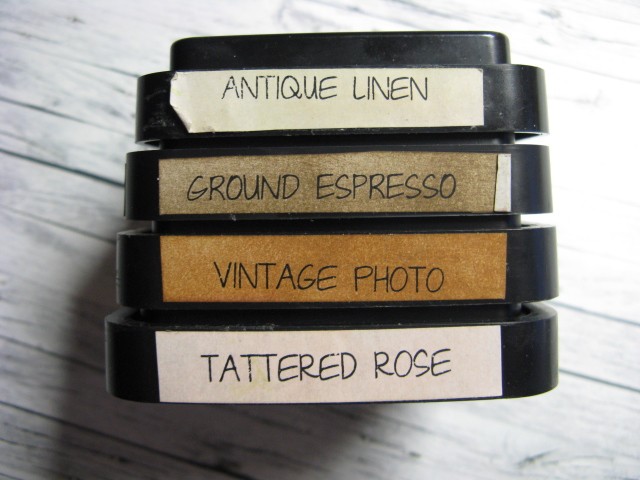 ANTIQUE LINEN
GROUND ESPRESSO
VINTAGE PHOTO
TATTERED ROSE